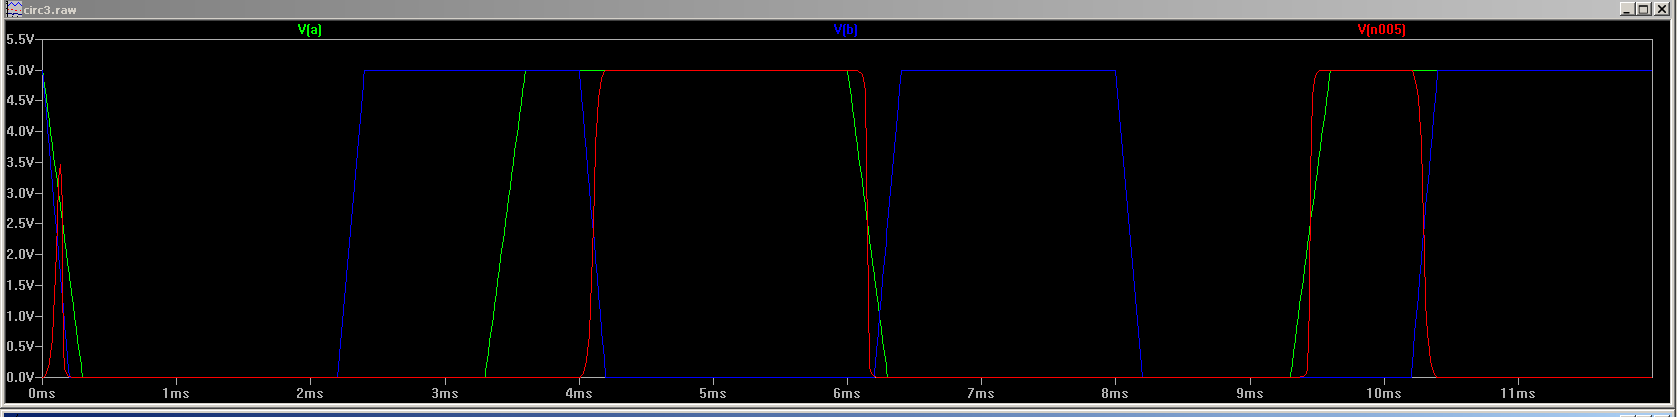 circ3.raw
V(a) V(b) V(n005)
5.5V
5.0V
4.5V
4.0V
3.5V
3.0V
2.5V
2.0V
1.5V
1.0V
0.5V
0.0V
0ms 1ms 2ms 3ms 4ms 5ms 6ms 7ms 8ms 9ms 10ms 11ms